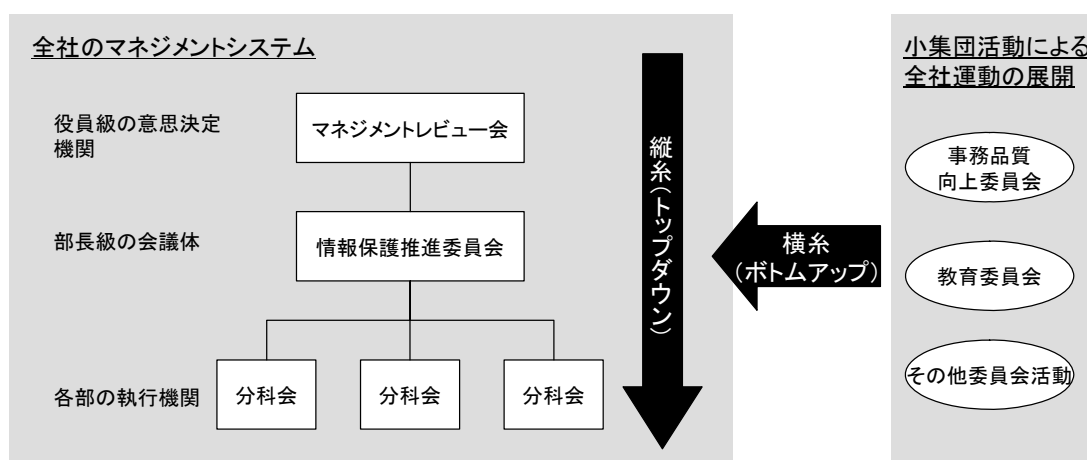 全社のマネジメントシステム
役員級の意思決定
機関
マネジメントレビュー会
部長級の会議体
情報保護推進委員会
各部の執行機関
分科会
分科会
分科会
縦糸(トップダウン)
横糸
(ボトムアップ)
小集団活動による
全社運動の展開
事務品質
向上委員会
教育委員会
その他委員会活動